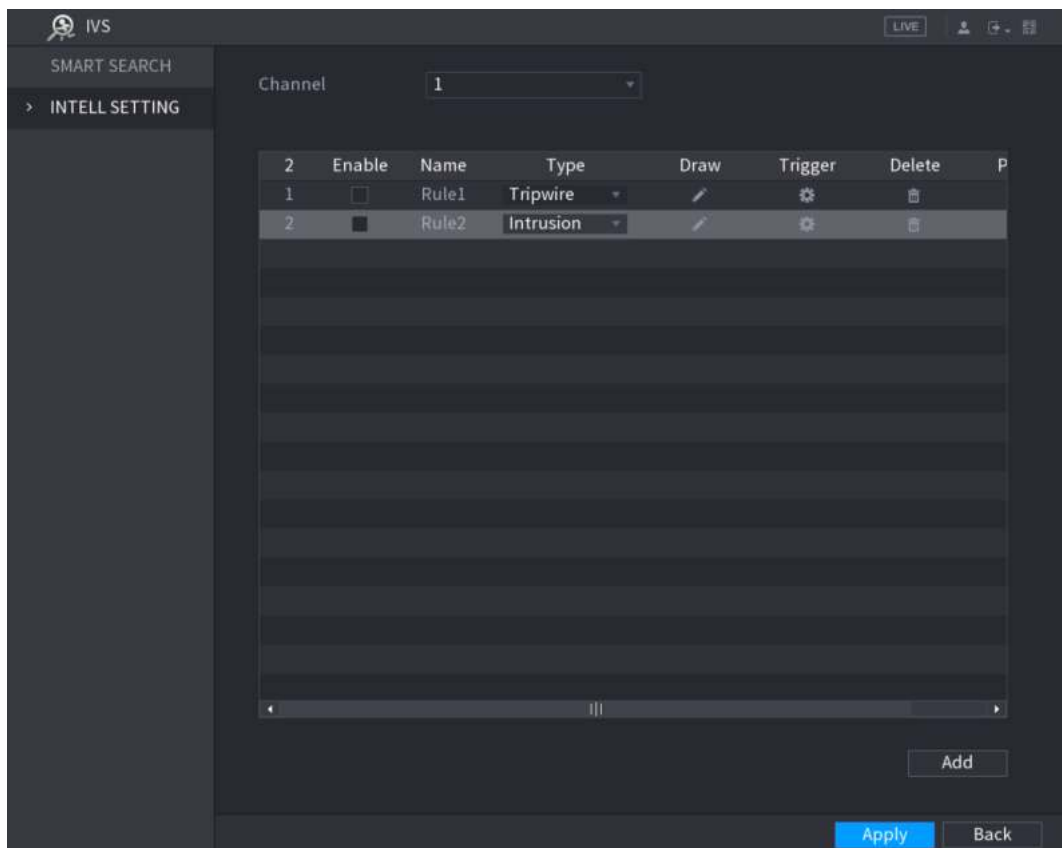 IVS LIVE
SMART SEARCH
INTELL SETTING
Channel 1
2 Enable Name Type Draw Trigger Delete P
1 Rule1 Tripwire
2 Rule2 Intrusion
Add
Apply Back